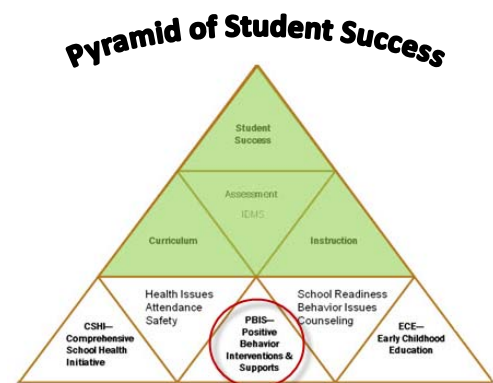 Pyramid of Student Success
Student
Success
Assessment
IDMS
Curriculum
Instruction
Health Issues
Attendance
Safety
School Readiness
Behavior Issues
Counseling
CSHI—
Comprehensive
School Health
Initiative
PBIS—
Positive
Behavior
Interventions &
Supports
ECE—
Early Childhood
Education